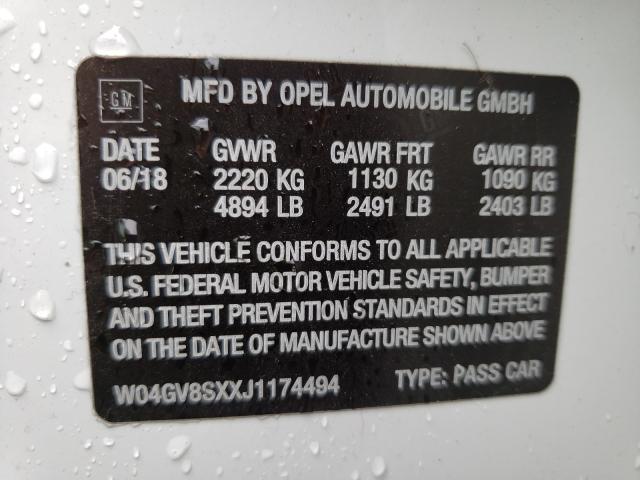 GM MFD BY OPEL AUTOMOBILE GMBH
DATE GVWR GAWR FRT GAWR RR
06/18 2220 KG 1130 KG 1090 KG
4894 LB 2491 LB 2403 LB
THIS VEHICLE CONFORMS TO ALL APPLICABLE
U.S. FEDERAL MOTOR VEHICLE SAFETY, BUMPER
AND THEFT PREVENTION STANDARDS IN EFFECT
ON THE DATE OF MANUFACTURE SHOWN ABOVE
W04GV8SXXJ1174494 TYPE: PASS CAR